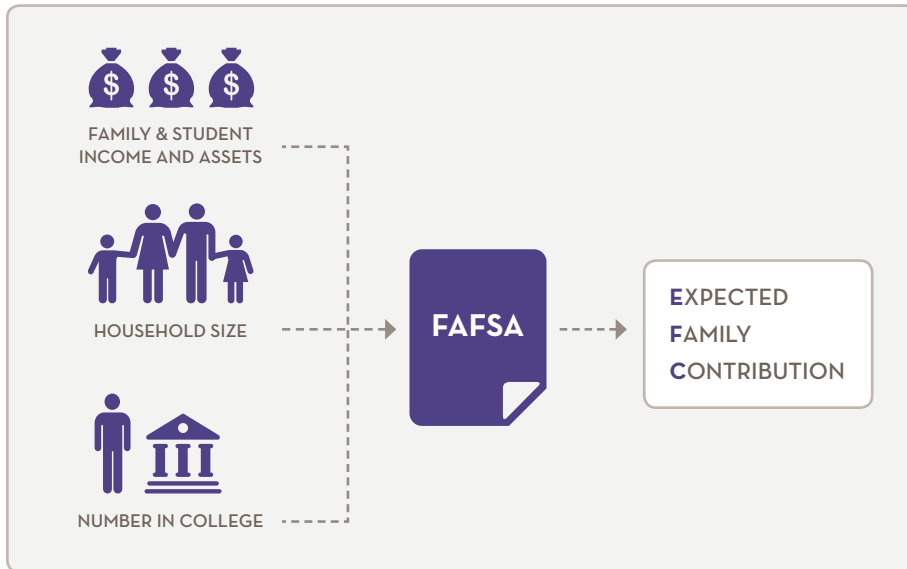 $ $ $
FAMILY & STUDENT
INCOME AND ASSETS
HOUSEHOLD SIZE
FAFSA
EXPECTED
FAMILY
CONTRIBUTION
NUMBER IN COLLEGE